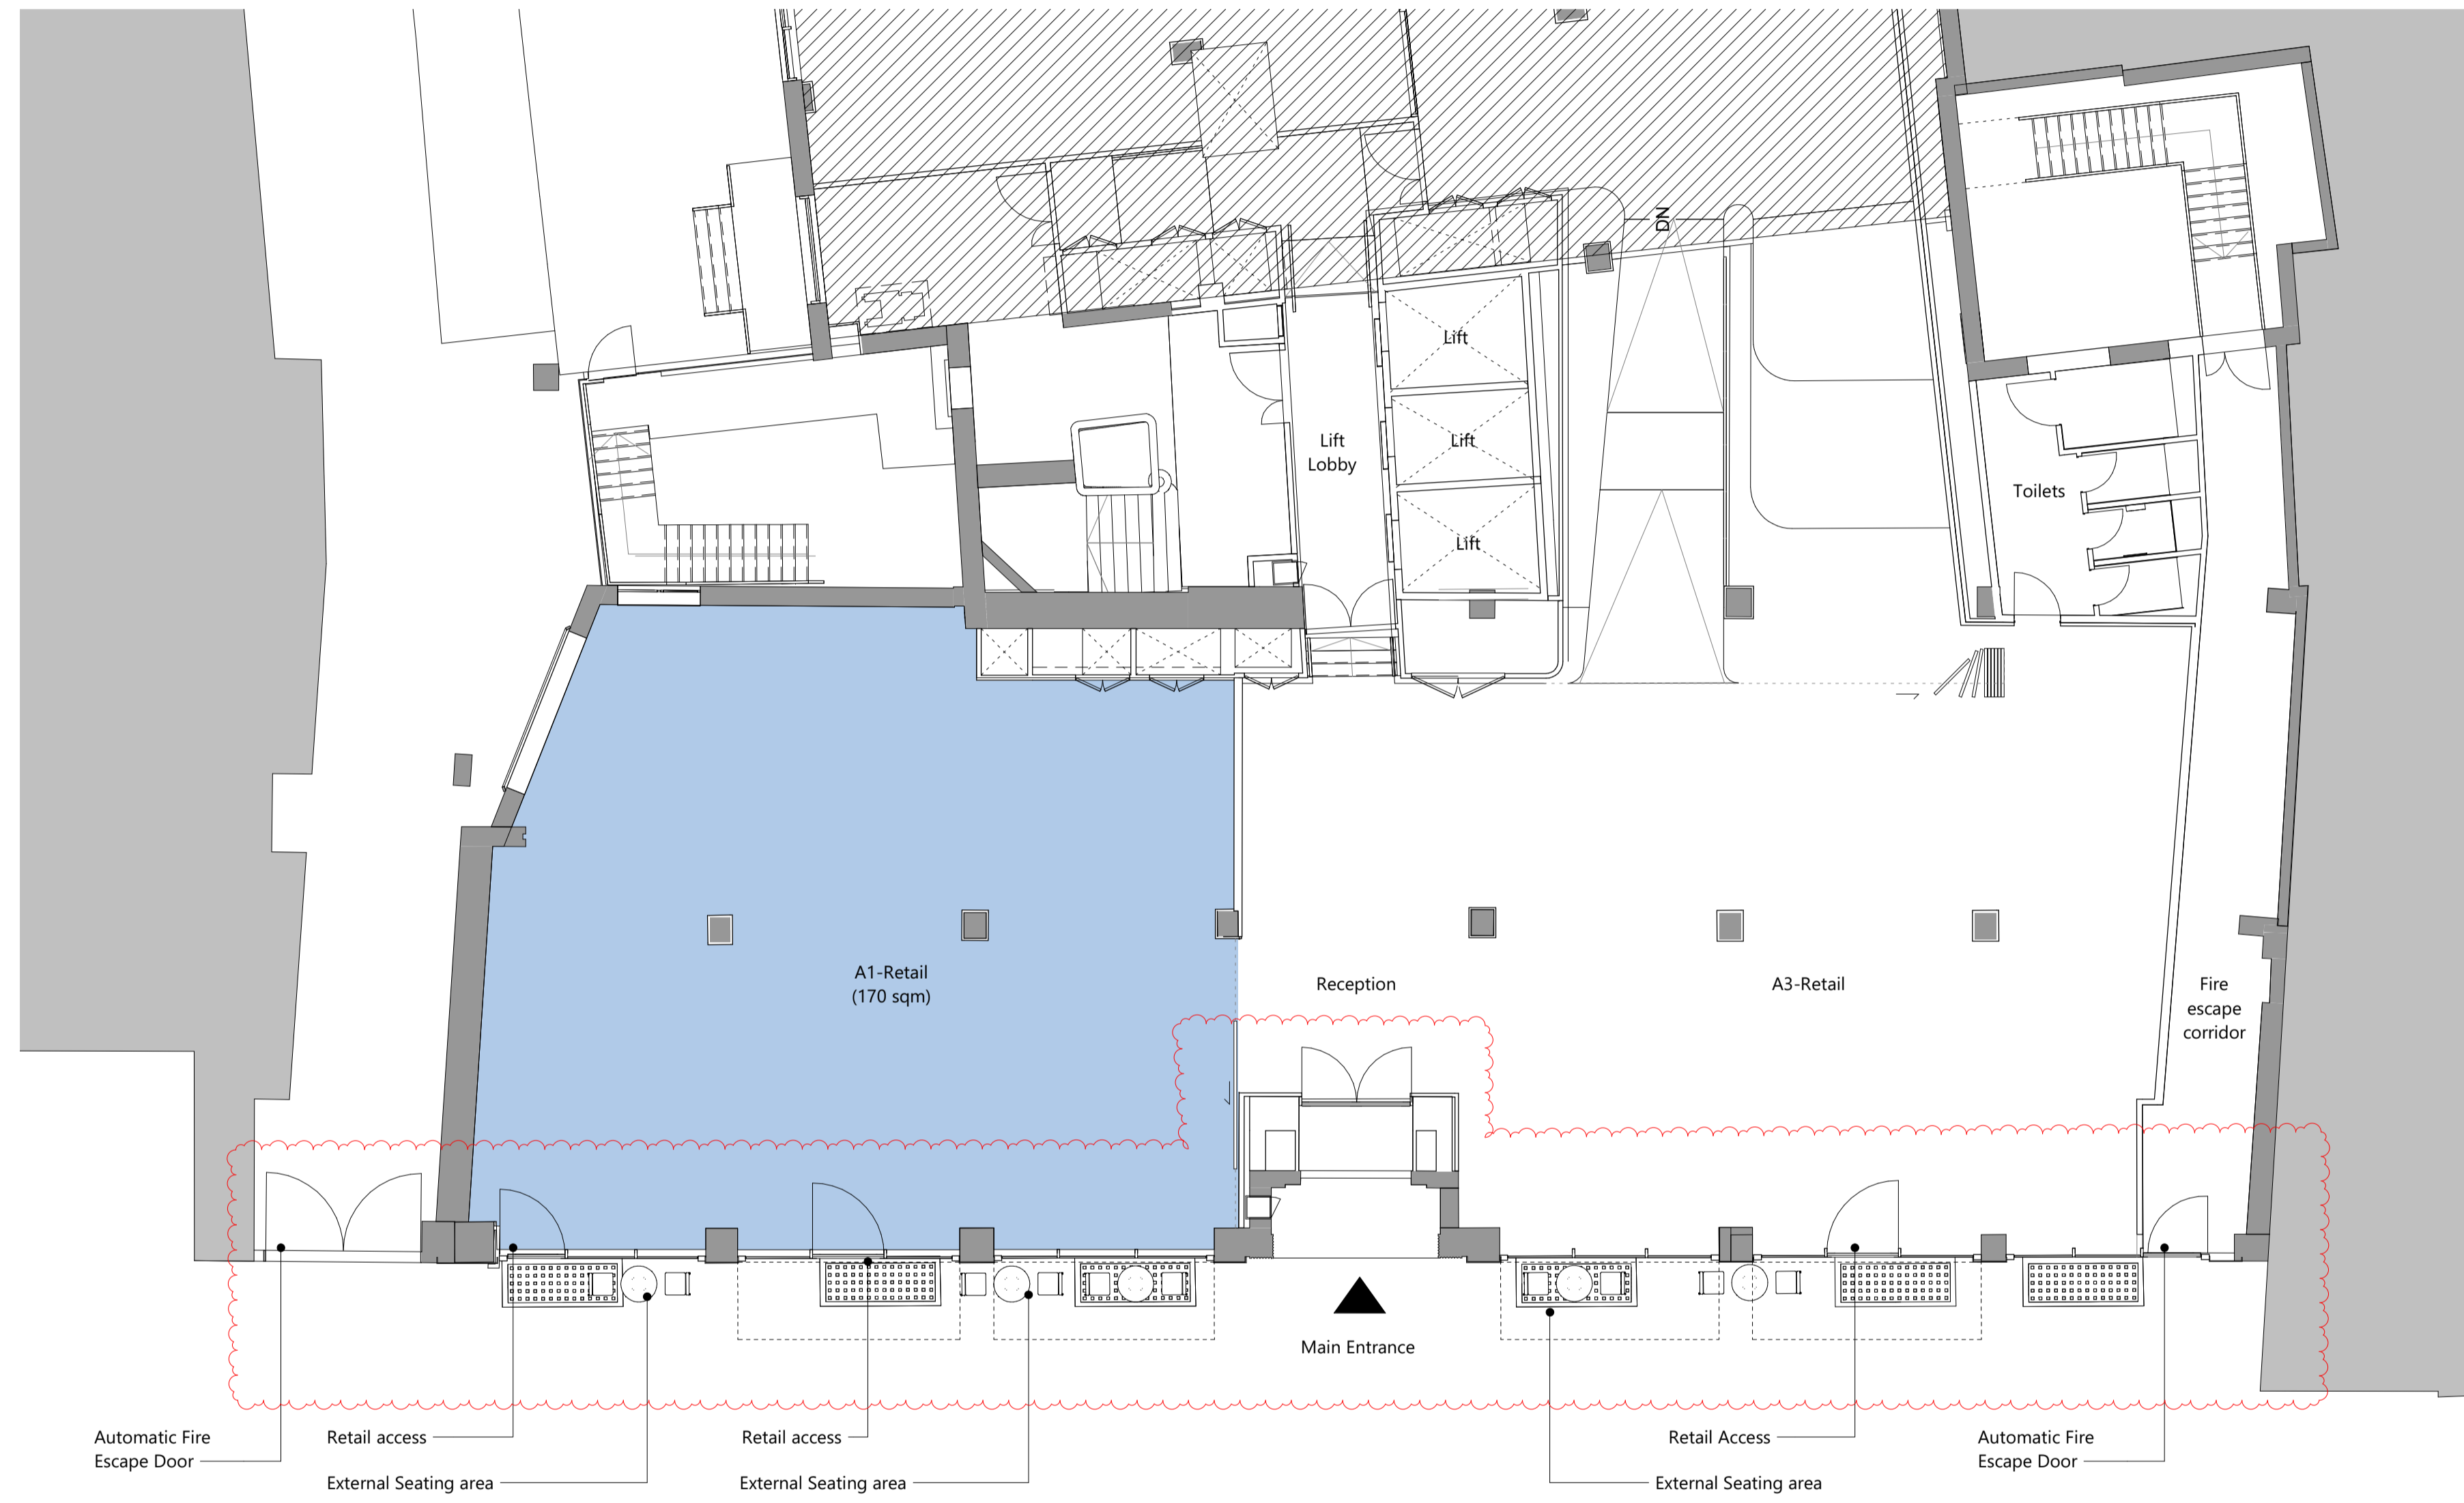 DN
Lift
Lift
Lobby
Lift
Lift
Toilets
A1-Retail
(170 sqm)
Reception
A3-Retail
Fire
escape
corridor
Main Entrance
Automatic Fire
Escape Door
Retail access
External Seating area
Retail access
External Seating area
Retail Access
External Seating area
Automatic Fire
Escape Door